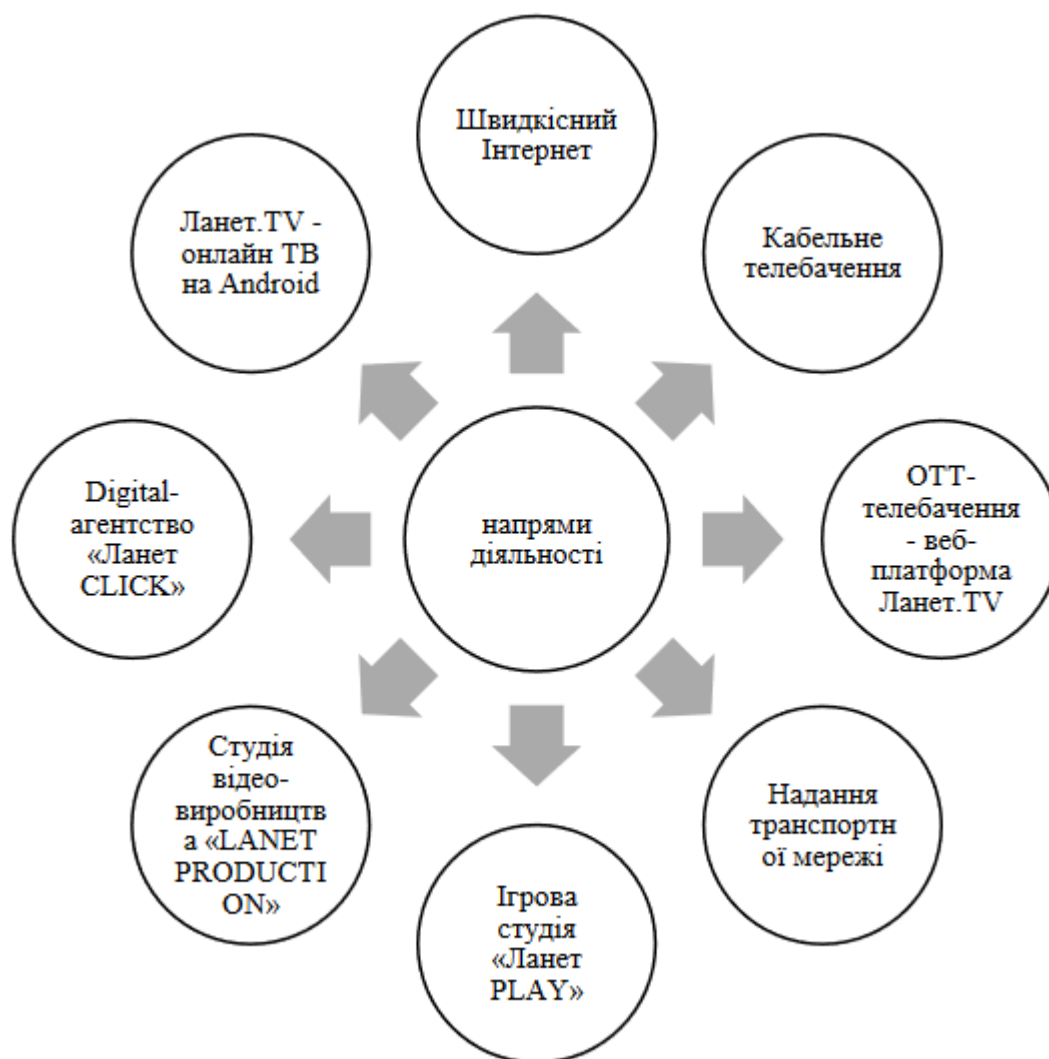 Швидкісний
Інтернет
Ланет.TV -
онлайн ТВ
на Android
Кабельне
телебачення
Digital-
агентство
«Ланет
CLICK»
напрями
діяльності
ОТТ-
телебачення
- веб-
платформа
Ланет.TV
Студія
відео-
виробництв
а «LANET
PRODUCTI
ON»
Надання
транспортн
ої мережі
Ігрова
студія
«Ланет
PLAY»